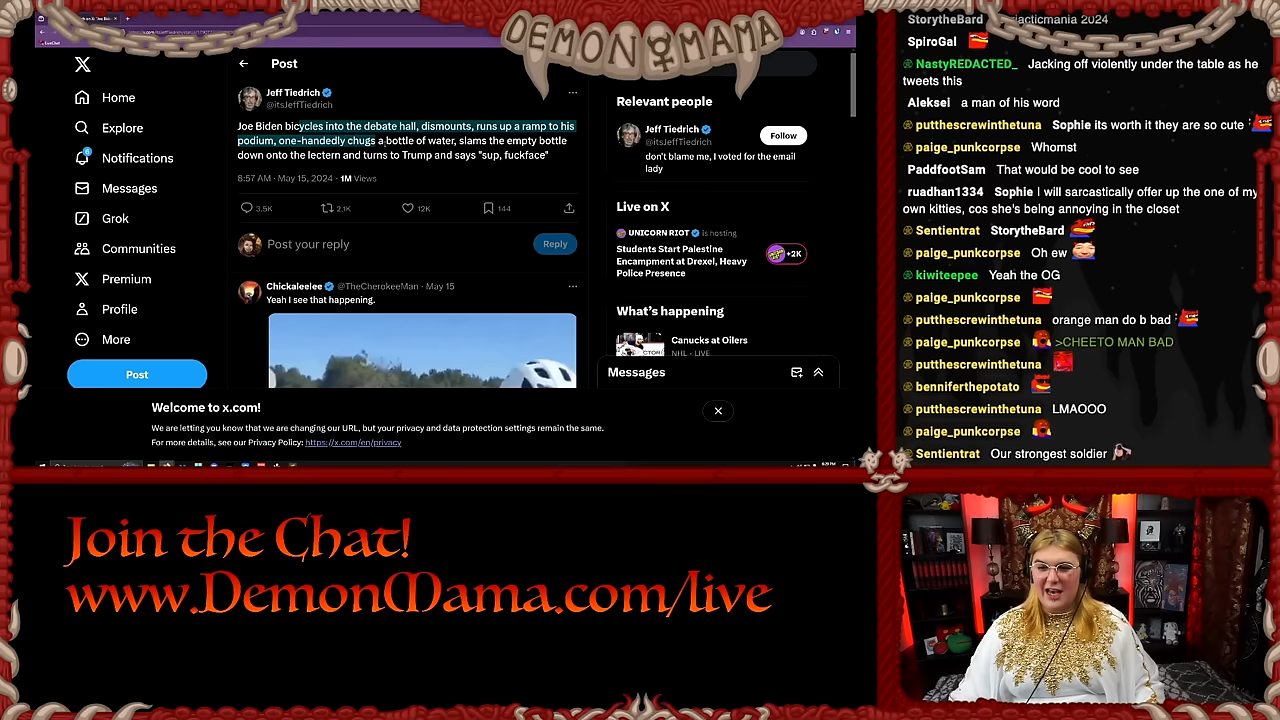 DEMON MAMA
Post
Home
Explore
Notifications
Messages
Grok
Communities
Premium
Profile
More
Post
Jeff Tiedrich
@itsJeffTiedrich
Joe Biden bicycles into the debate hall, dismounts, runs up a ramp to his
podium, one-handedly chugs a bottle of water, slams the empty bottle
down onto the lectern and turns to Trump and says "sup, fuckface"
8:57 AM · May 15, 2024 · 1M Views
3.5K 2.1K 12K 144
Post your reply
Reply
Chickaleelee @TheCherokeeMan · May 15
Yeah I see that happening.
Relevant people
Jeff Tiedrich
@itsJeffTiedrich
Follow
don't blame me, I voted for the email
lady
Live on X
UNICORN RIOT is hosting
Students Start Palestine
Encampment at Drexel, Heavy
Police Presence
+2K
What's happening
Canucks at Oilers
NHL · LIVE
Messages
Welcome to x.com!
We are letting you know that we are changing our URL, but your privacy and data protection settings remain the same.
For more details, see our Privacy Policy: https://x.com/en/privacy
StorytheBard 2024
SpiroGal
NastyREDACTED_ Jacking off violently under the table as he
tweets this
Aleksei a man of his word
putthescrewinthetuna Sophie its worth it they are so cute
paige_punkcorpse Whomst
PaddfootSam That would be cool to see
ruadhan1334 Sophie I will sarcastically offer up the one of my
own kitties, cos she's being annoying in the closet
Sentientrat StorytheBard
paige_punkcorpse Oh ew
kiwiteepee Yeah the OG
paige_punkcorpse
putthescrewinthetuna orange man do b bad
paige_punkcorpse >CHEETO MAN BAD
putthescrewinthetuna
benniferthepotato
putthescrewinthetuna LMAOOO
paige_punkcorpse
Sentientrat Our strongest soldier
Join the Chat!
www.DemonMama.com/live